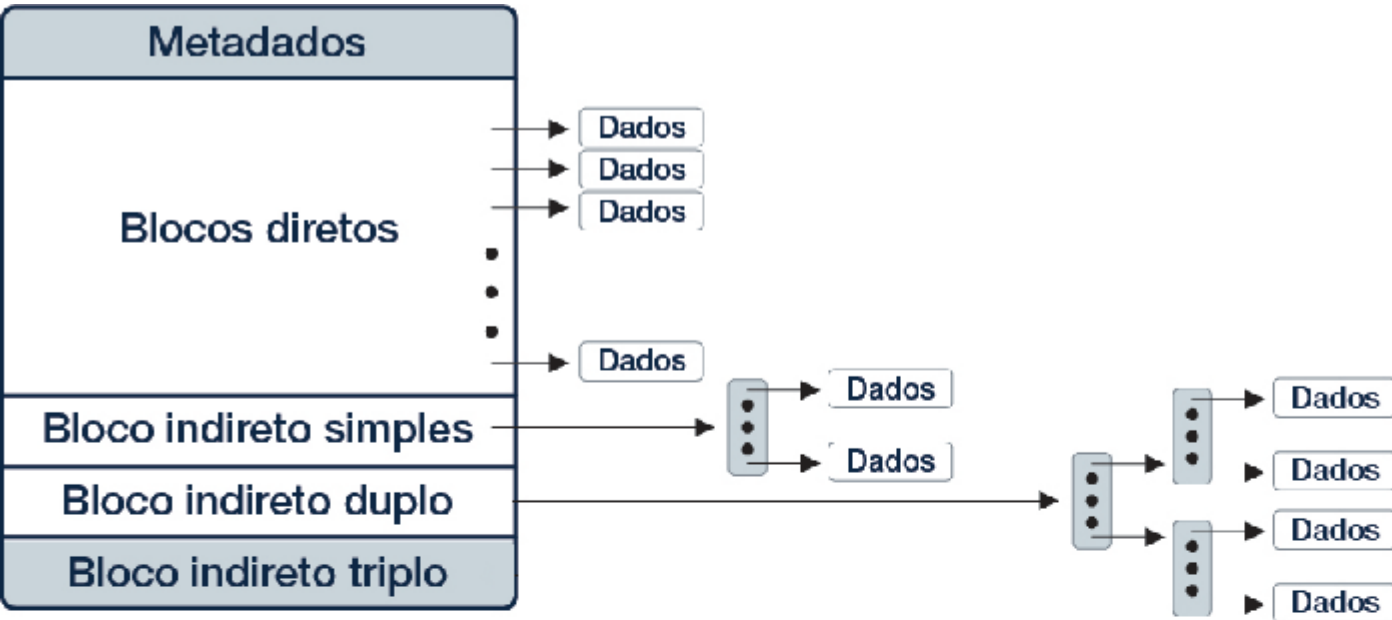 Metadados
Blocos diretos
Dados
Dados
Dados
Dados
Bloco indireto simples
Dados
Dados
Bloco indireto duplo
Dados
Dados
Dados
Dados
Bloco indireto triplo